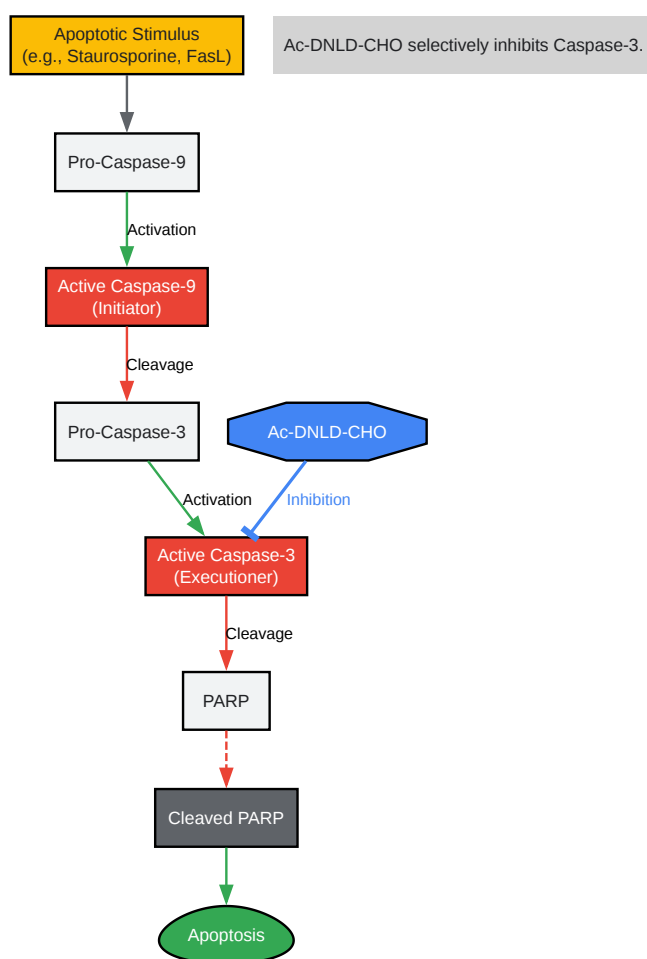 Apoptotic Stimulus
(e.g., Staurosporine, FasL)
Ac-DNLD-CHO selectively inhibits Caspase-3.
Pro-Caspase-9
Activation
Active Caspase-9
(Initiator)
Cleavage
Pro-Caspase-3
Ac-DNLD-CHO
Activation
Inhibition
Active Caspase-3
(Executioner)
Cleavage
PARP
Cleaved PARP
Apoptosis